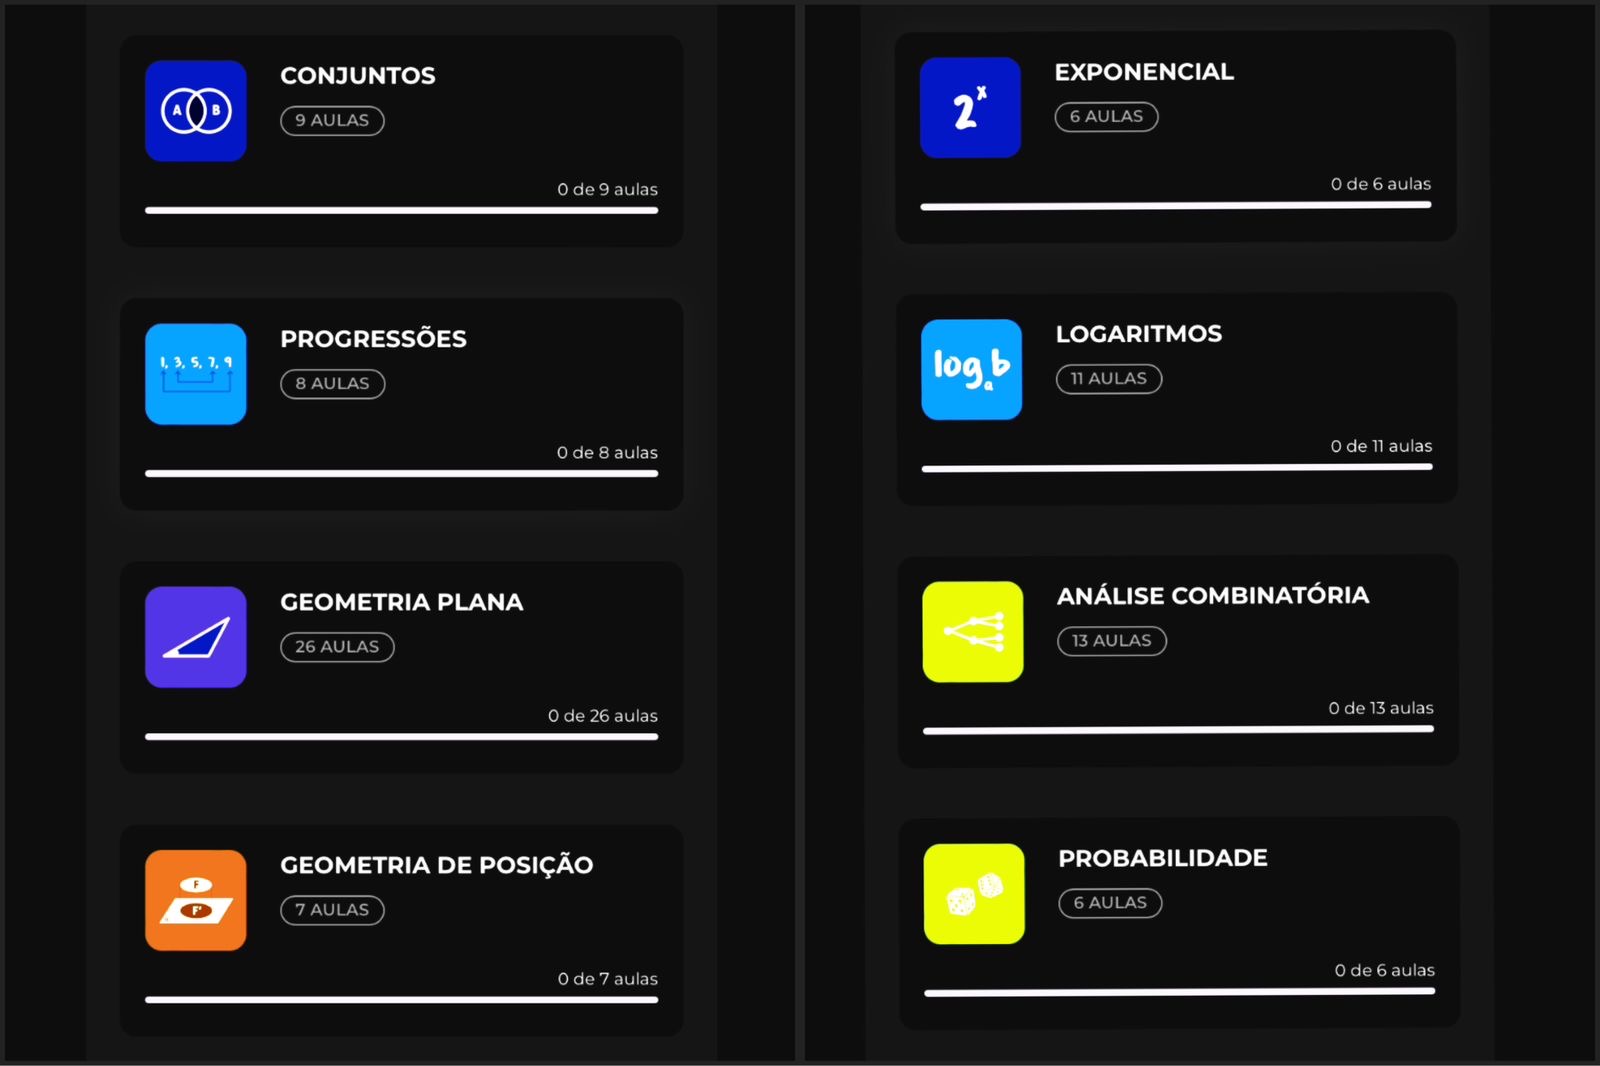 CONJUNTOS
A B
9 AULAS
0 de 9 aulas
PROGRESSÕES
1, 3, 5, 7, 9
8 AULAS
0 de 8 aulas
GEOMETRIA PLANA
26 AULAS
0 de 26 aulas
GEOMETRIA DE POSIÇÃO
F
F'
7 AULAS
0 de 7 aulas
EXPONENCIAL
2ˣ
6 AULAS
0 de 6 aulas
LOGARITMOS
logₐb
11 AULAS
0 de 11 aulas
ANÁLISE COMBINATÓRIA
13 AULAS
0 de 13 aulas
PROBABILIDADE
6 AULAS
0 de 6 aulas